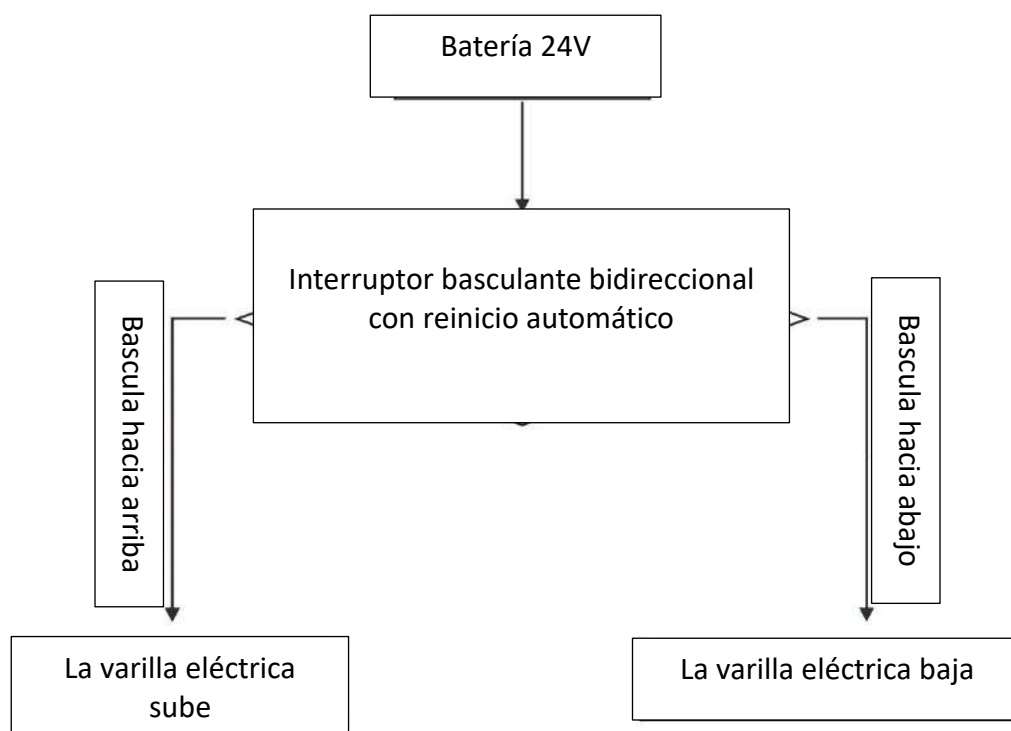 Batería 24V
Interruptor basculante bidireccional
con reinicio automático
Bascula hacia arriba
Bascula hacia abajo
La varilla eléctrica
sube
La varilla eléctrica baja